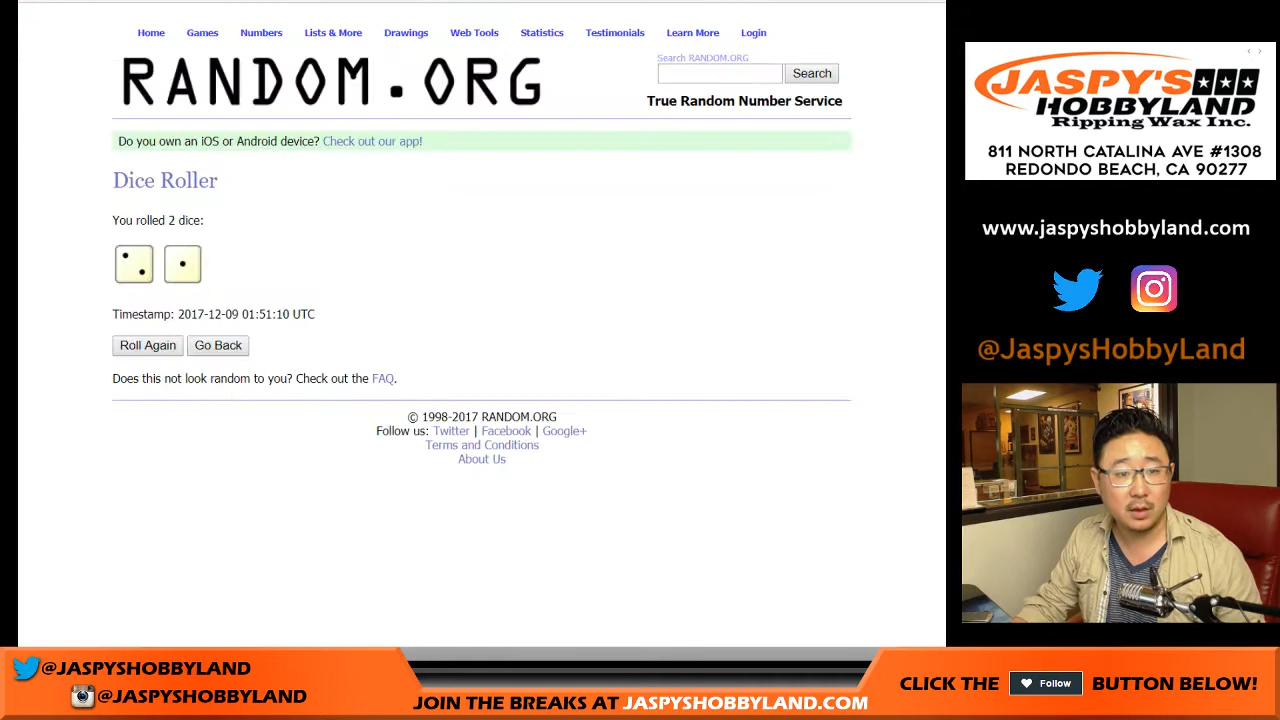 Home Games Numbers Lists & More Drawings Web Tools Statistics Testimonials Learn More Login
RANDOM.ORG
Search RANDOM.ORG
Search
True Random Number Service
Do you own an iOS or Android device? Check out our app!
Dice Roller
You rolled 2 dice:
Timestamp: 2017-12-09 01:51:10 UTC
Roll Again Go Back
Does this not look random to you? Check out the FAQ.
© 1998-2017 RANDOM.ORG
Follow us: Twitter | Facebook | Google+
Terms and Conditions
About Us
JASPY'S
HOBBYLAND
Ripping Wax Inc.
811 NORTH CATALINA AVE #1308
REDONDO BEACH, CA 90277
www.jaspyshobbyland.com
@JaspysHobbyLand
@JASPYSHOBBYLAND
@JASPYSHOBBYLAND
JOIN THE BREAKS AT JASPYSHOBBYLAND.COM
CLICK THE Follow BUTTON BELOW!